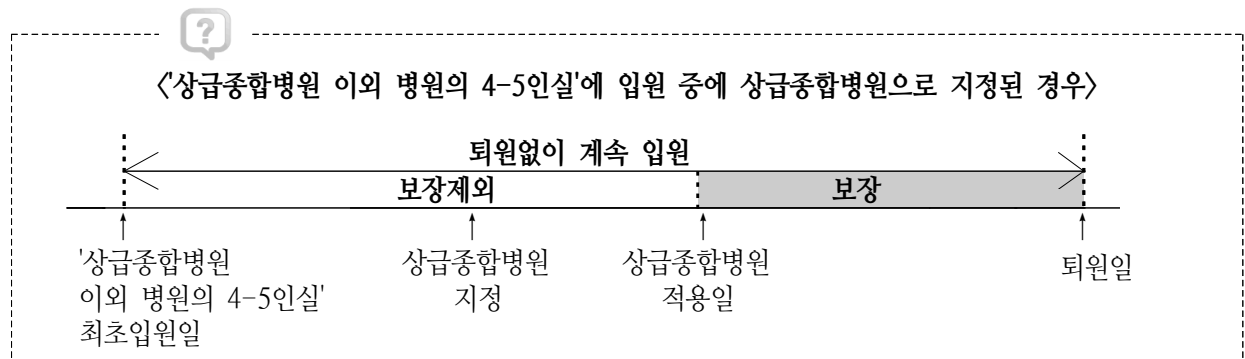 ?
〈'상급종합병원 이외 병원의 4-5인실'에 입원 중에 상급종합병원으로 지정된 경우〉
퇴원없이 계속 입원
보장제외 보장
'상급종합병원 상급종합병원 상급종합병원 퇴원일
이외 병원의 4-5인실' 지정 적용일
최초입원일